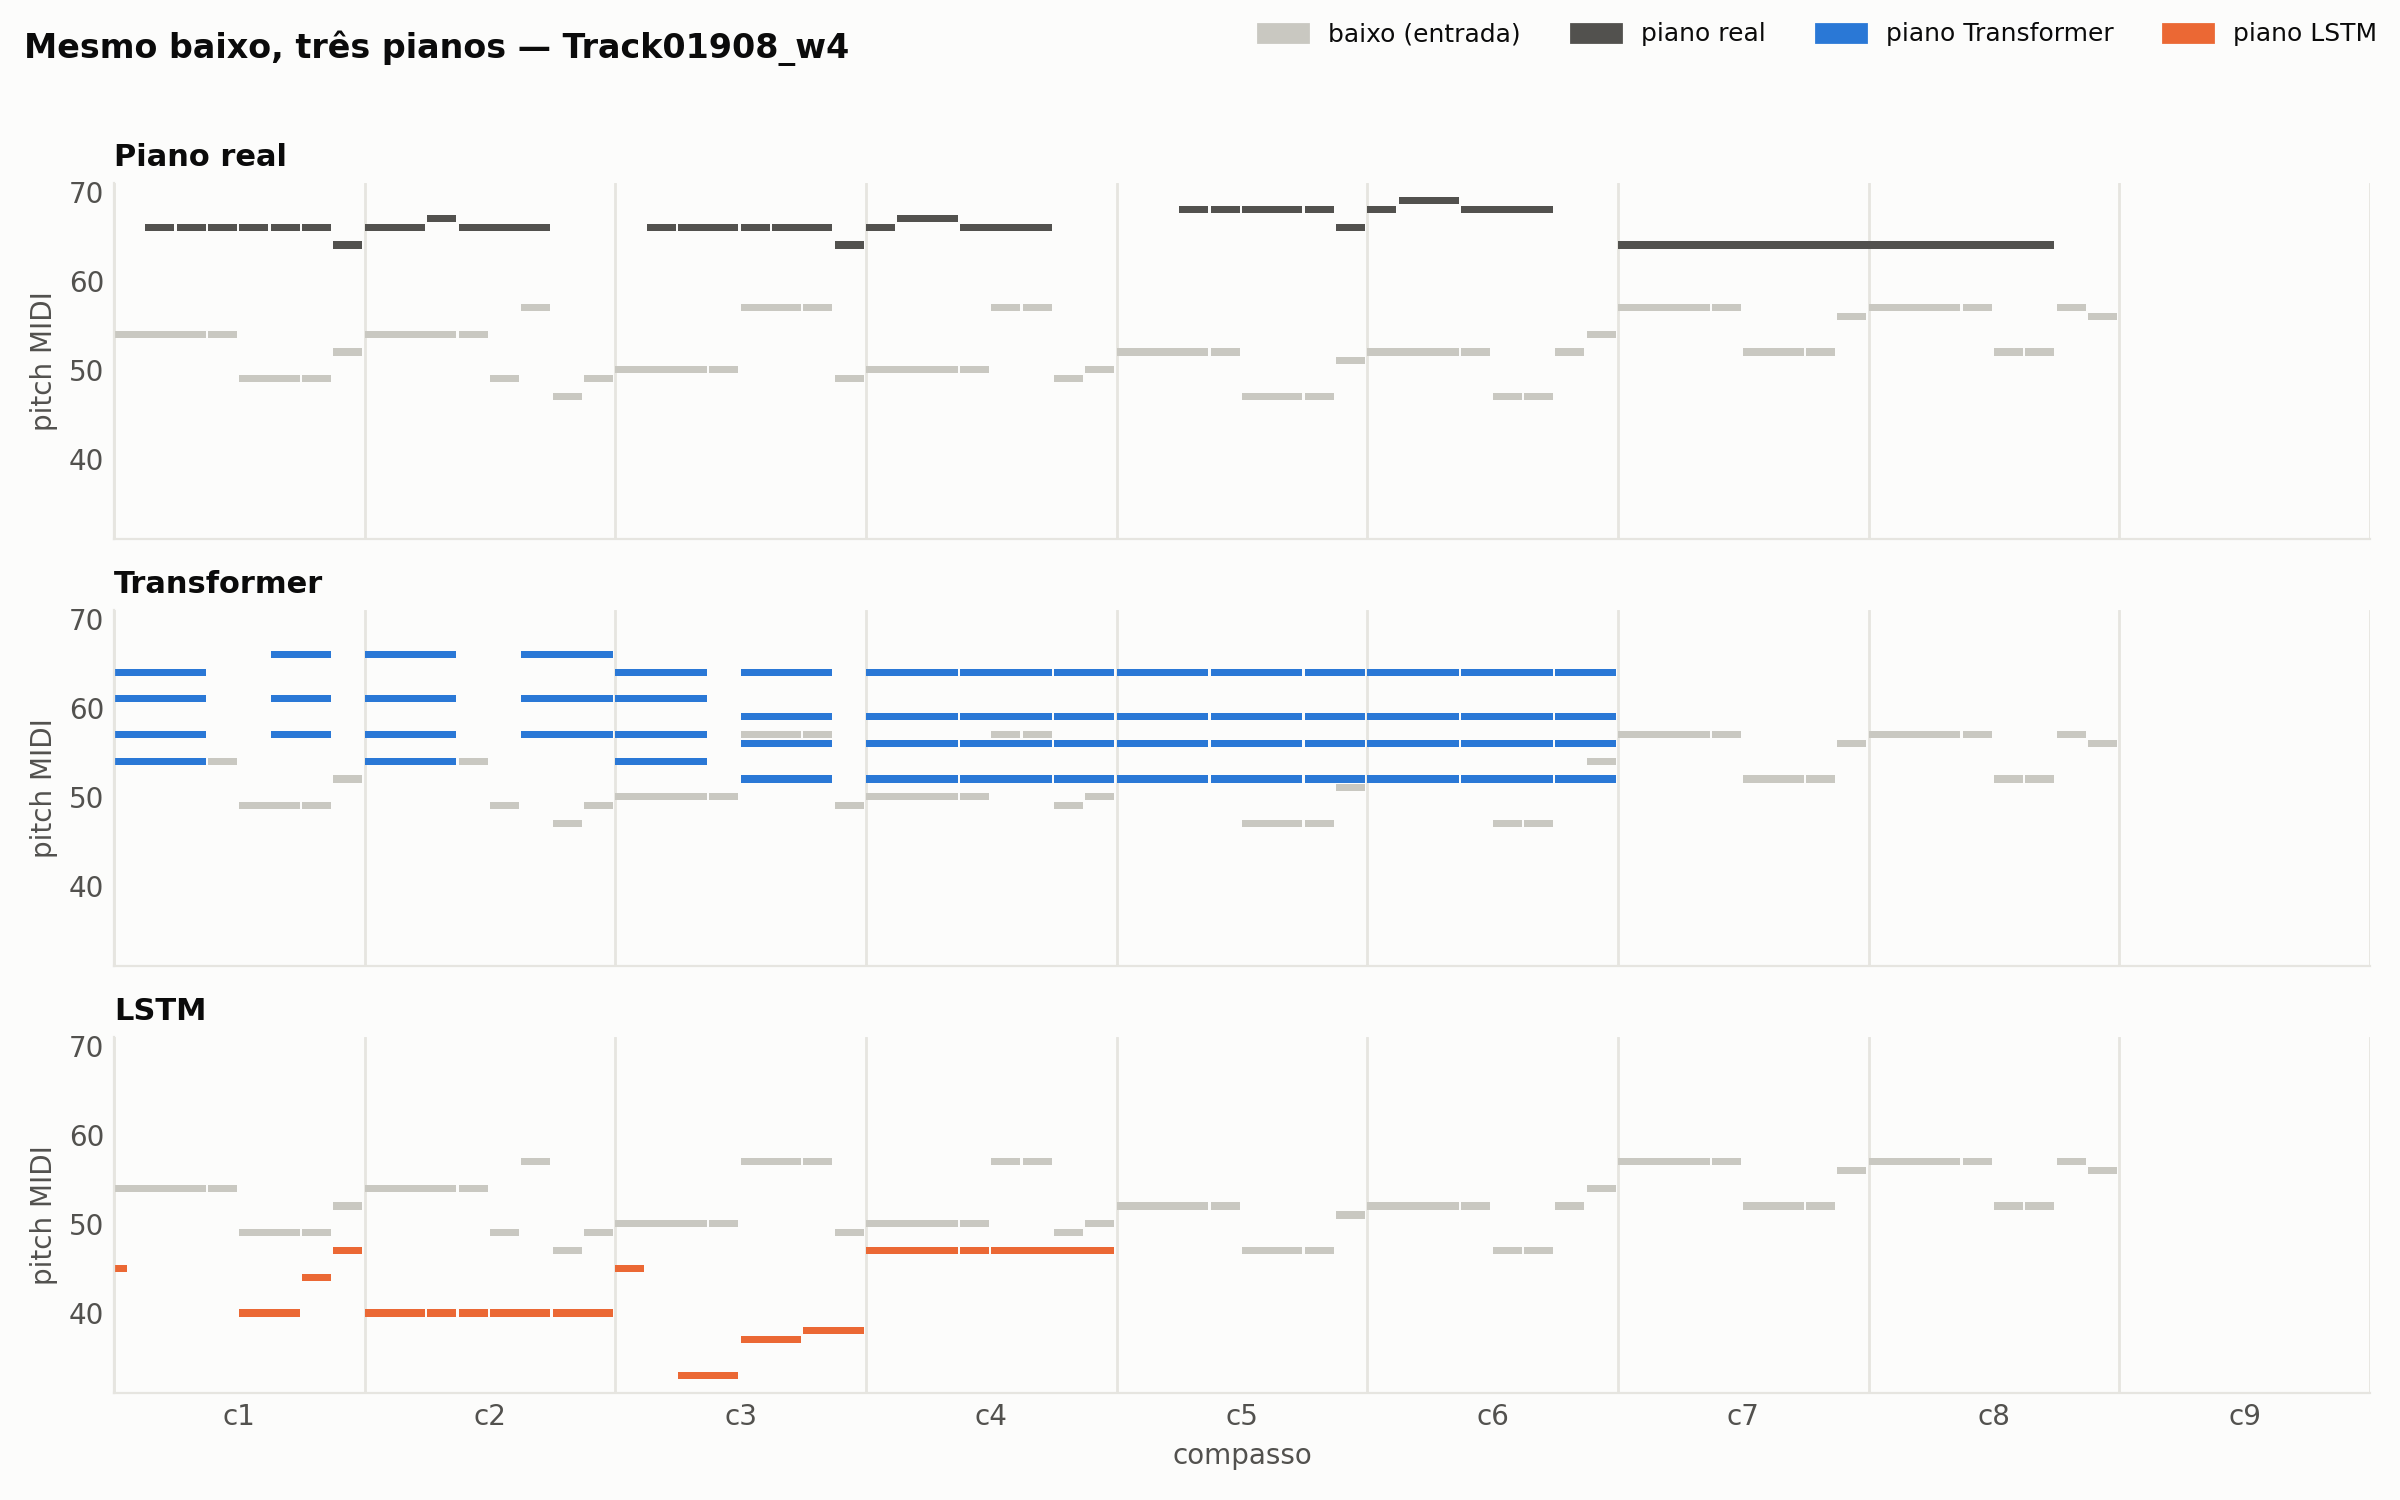 Mesmo baixo, três pianos — Track01908_w4
baixo (entrada)
piano real
piano Transformer
piano LSTM
Piano real
70
60
50
40
pitch MIDI
Transformer
70
60
50
40
pitch MIDI
LSTM
70
60
50
40
pitch MIDI
c1 c2 c3 c4 c5 c6 c7 c8 c9
compasso